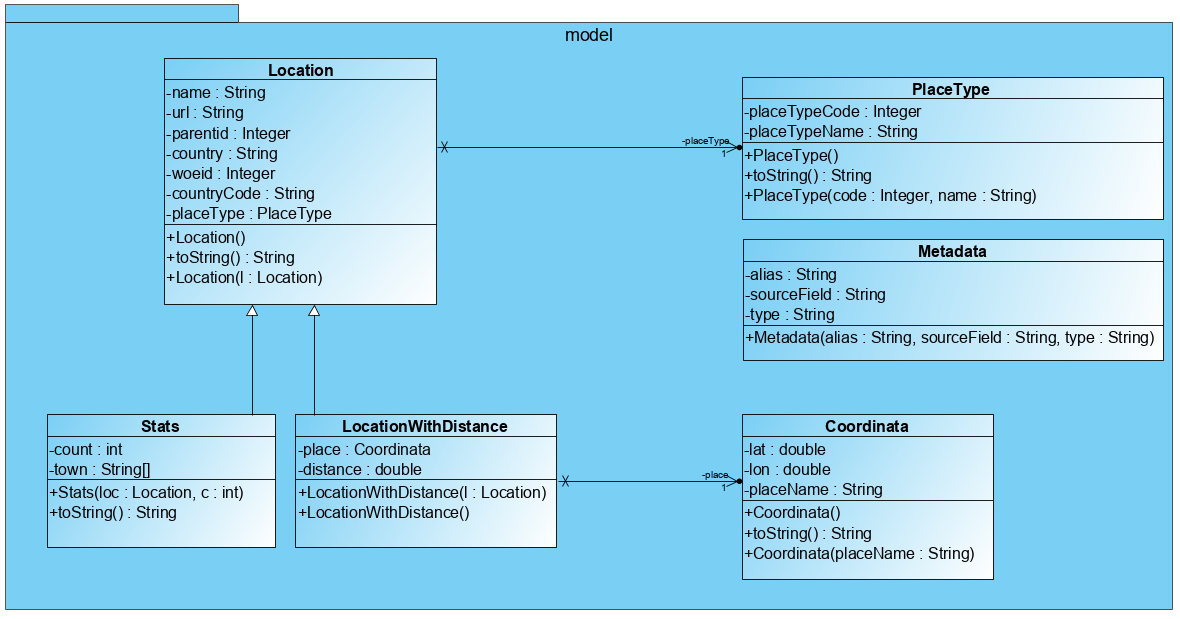 model
Location
-name : String
-url : String
-parentid : Integer
-country : String
-woeid : Integer
-countryCode : String
-placeType : PlaceType
+Location()
+toString() : String
+Location(l : Location)
-placeType
1
PlaceType
-placeTypeCode : Integer
-placeTypeName : String
+PlaceType()
+toString() : String
+PlaceType(code : Integer, name : String)
Metadata
-alias : String
-sourceField : String
-type : String
+Metadata(alias : String, sourceField : String, type : String)
Stats
-count : int
-town : String[]
+Stats(loc : Location, c : int)
+toString() : String
LocationWithDistance
-place : Coordinata
-distance : double
+LocationWithDistance(l : Location)
+LocationWithDistance()
-place
1
Coordinata
-lat : double
-lon : double
-placeName : String
+Coordinata()
+toString() : String
+Coordinata(placeName : String)